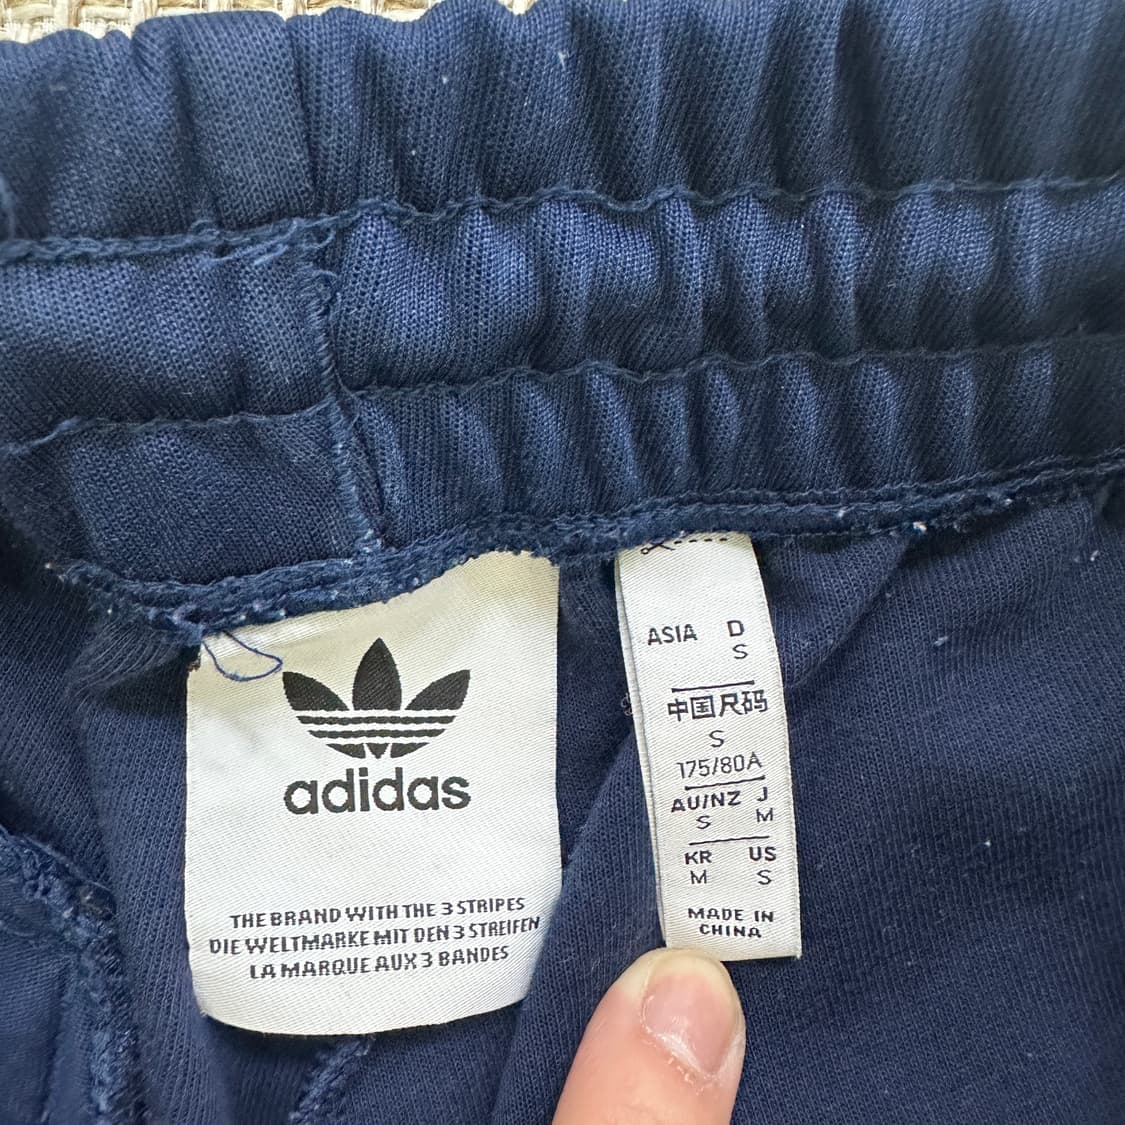 adidas
THE BRAND WITH THE 3 STRIPES
DIE WELTMARKE MIT DEN 3 STREIFEN
LA MARQUE AUX 3 BANDES
ASIA D
S
中国尺码
S
175/80A
AU/NZ J
S M
KR US
M S
MADE IN
CHINA